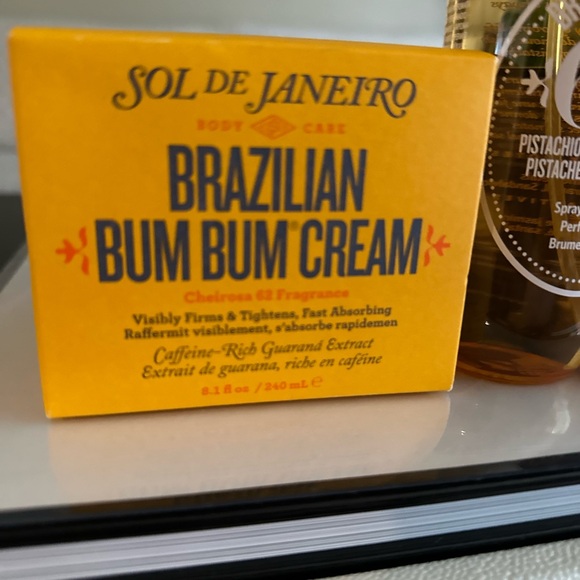 SOL DE JANEIRO
BODY CARE
BRAZILIAN
BUM BUM® CREAM
Cheirosa 62 Fragrance
Visibly Firms & Tightens, Fast Absorbing
Raffermit visiblement, s'absorbe rapidemen
Caffeine-Rich Guaraná Extract
Extrait de guarana, riche en caféine
8.1 fl oz / 240 mL ℮
PISTACHIO
PISTACHE
Spray
Perf
Brume